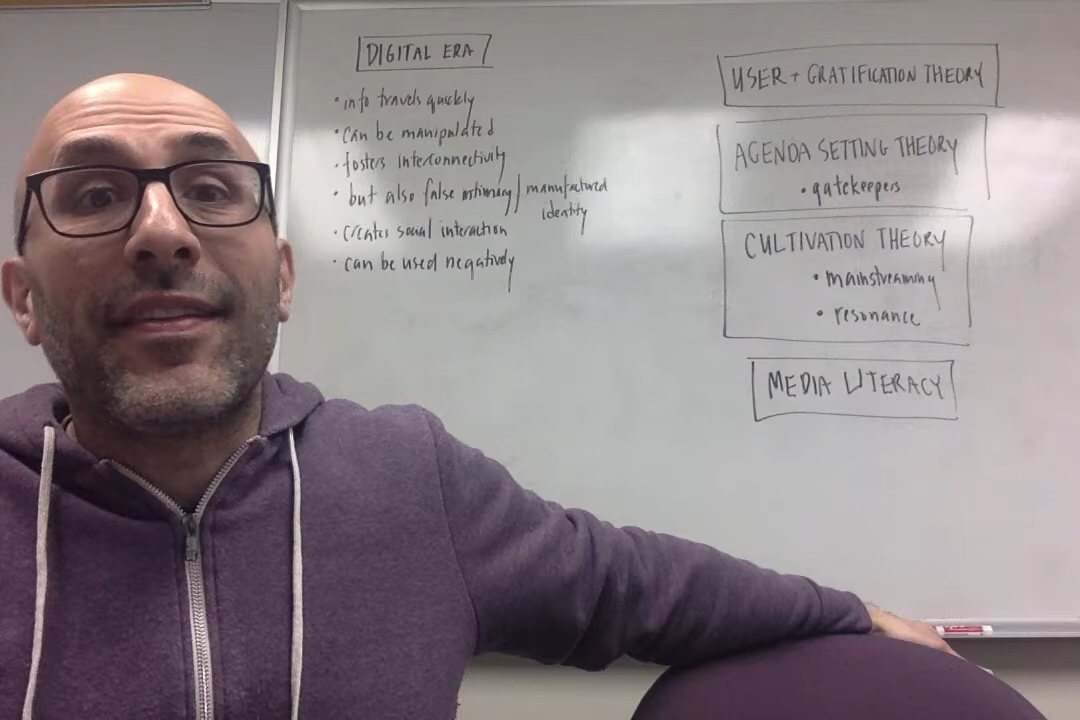 DIGITAL ERA
• info travels quickly
• can be manipulated
• fosters interconnectivity
• but also false / manufactured
identity
• creates social interaction
• can be used negatively
USER + GRATIFICATION THEORY
AGENDA SETTING THEORY
• gatekeepers
CULTIVATION THEORY
• mainstreaming
• resonance
MEDIA LITERACY